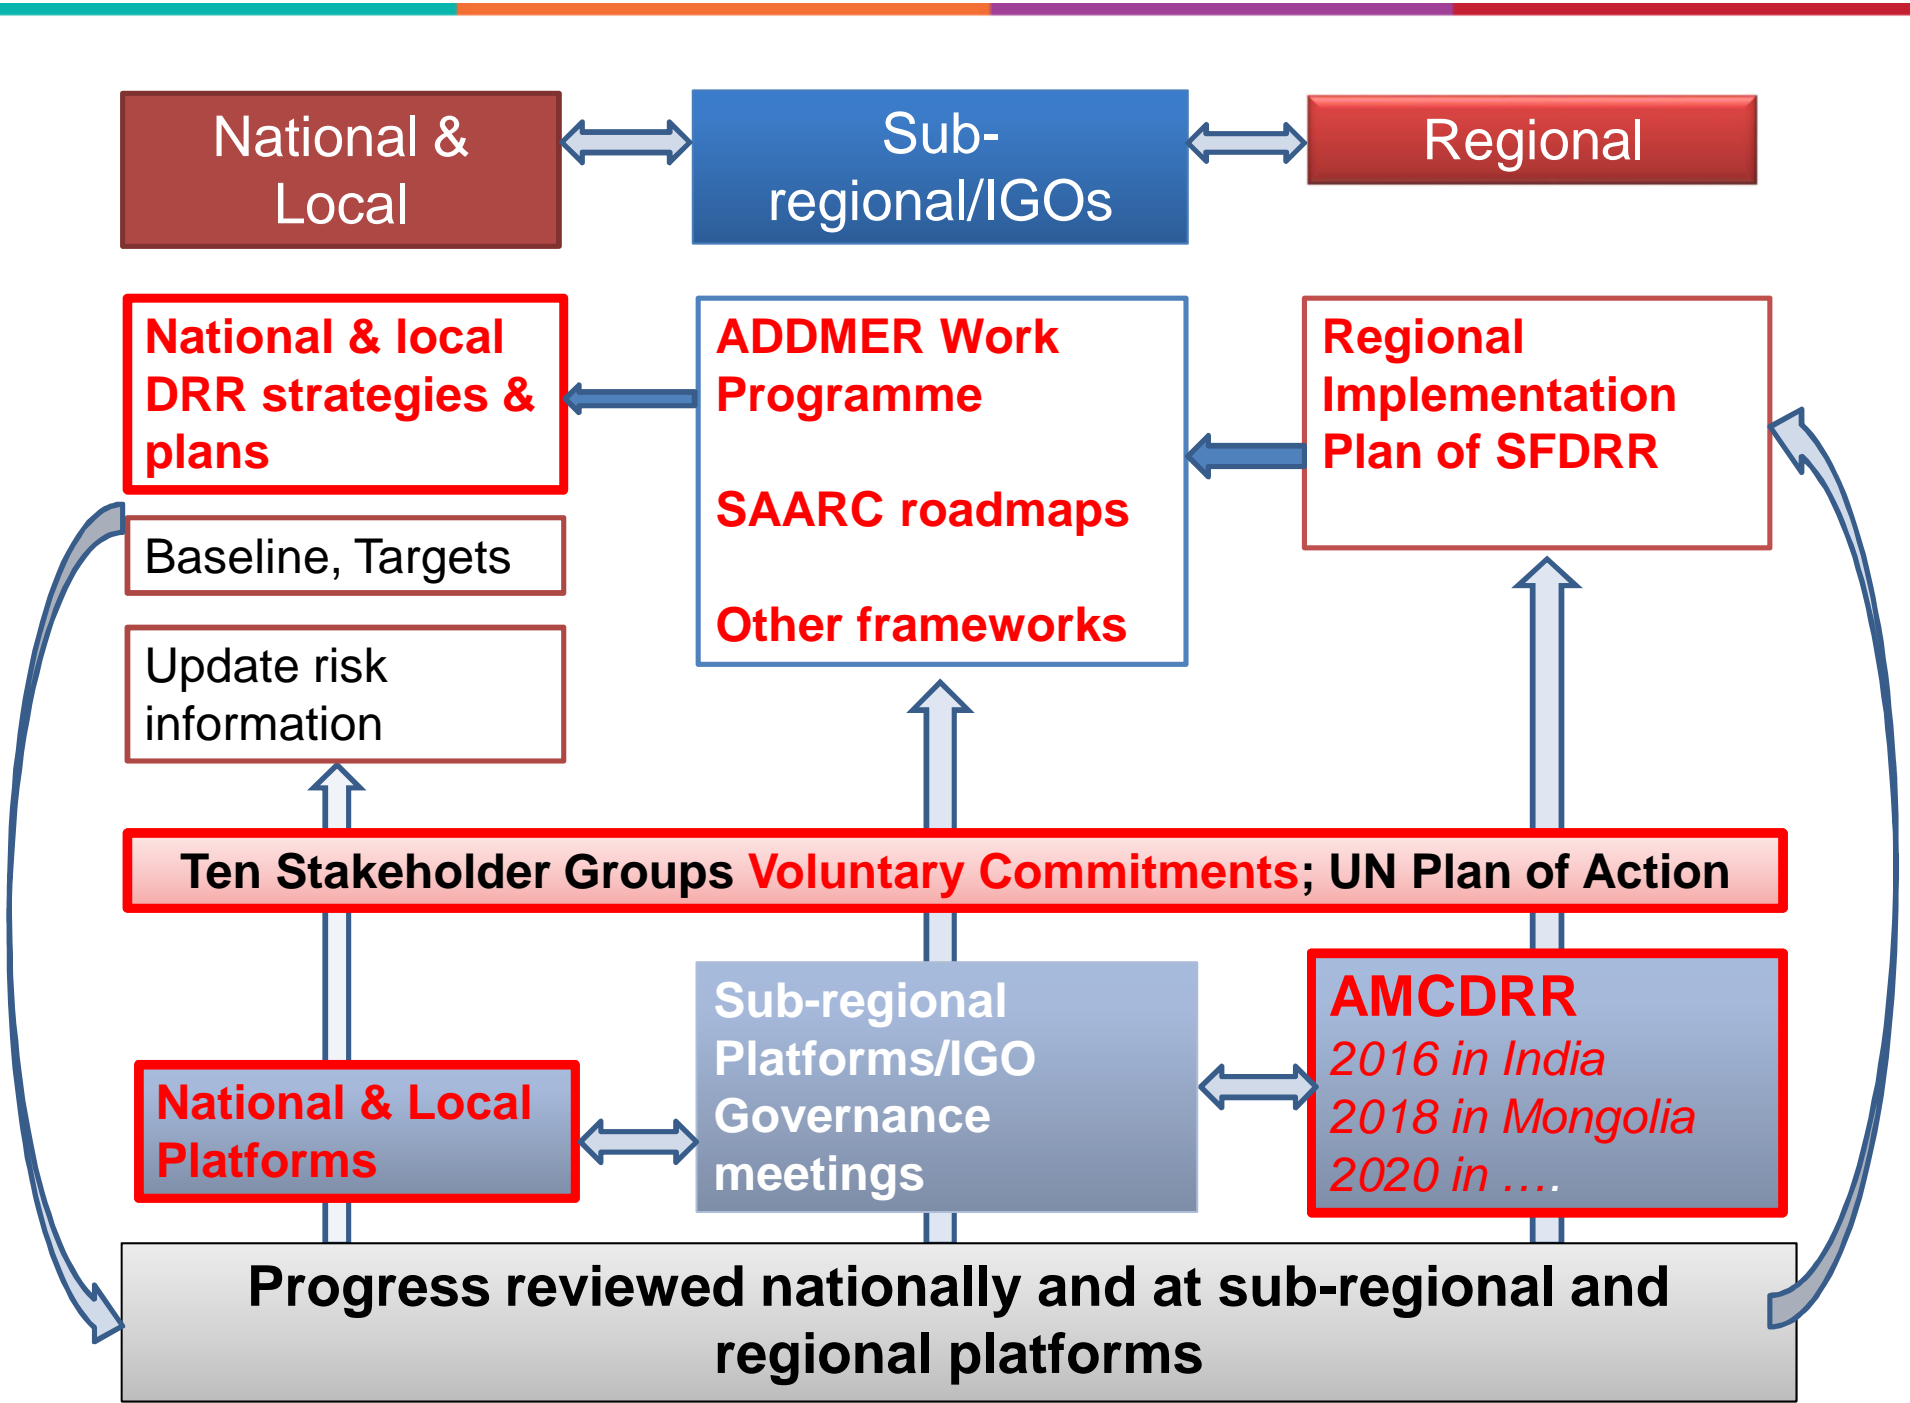 National &
Local
Sub-
regional/IGOs
Regional
National & local
DRR strategies &
plans
Baseline, Targets
Update risk
information
ADDMER Work
Programme
SAARC roadmaps
Other frameworks
Regional
Implementation
Plan of SFDRR
Ten Stakeholder Groups Voluntary Commitments; UN Plan of Action
National & Local
Platforms
Sub-regional
Platforms/IGO
Governance
meetings
AMCDRR
2016 in India
2018 in Mongolia
2020 in ….
Progress reviewed nationally and at sub-regional and
regional platforms